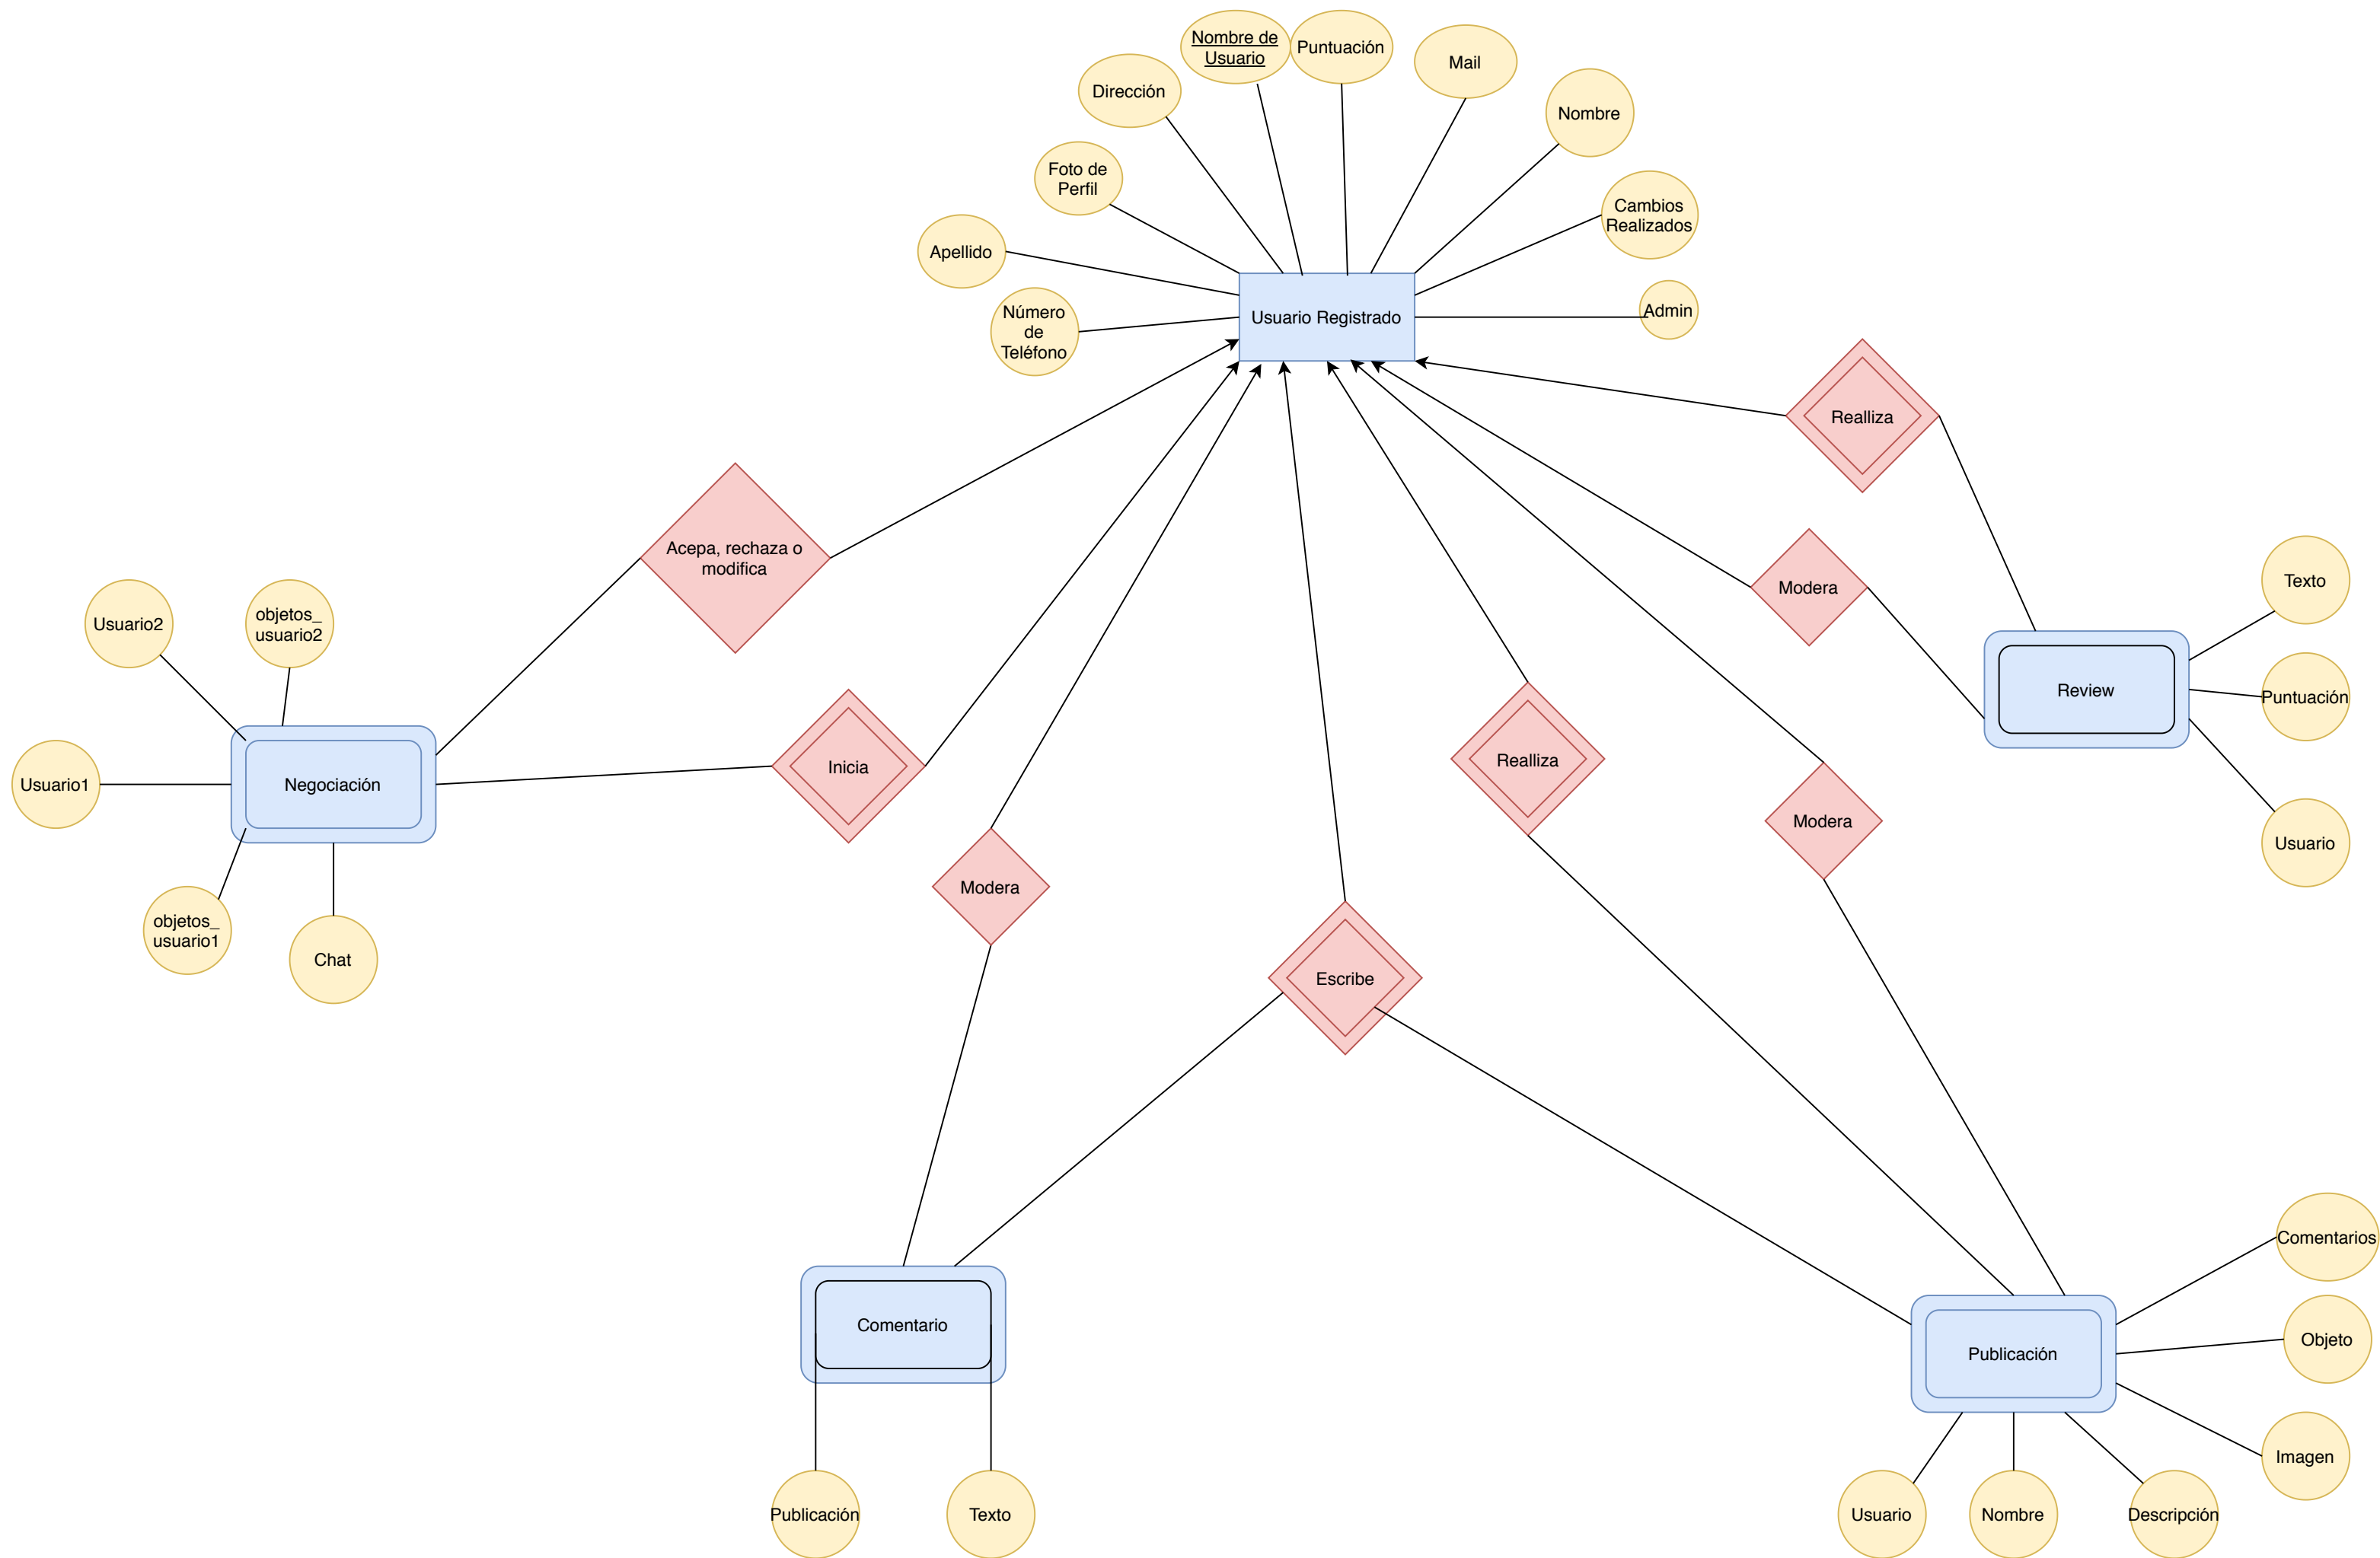 Nombre de
Usuario
Puntuación
Mail
Dirección
Nombre
Foto de
Perfil
Cambios
Realizados
Apellido
Número
de
Teléfono
Usuario Registrado
Admin
Realliza
Acepa, rechaza o
modifica
Modera
Texto
Usuario2
objetos_
usuario2
Review
Puntuación
Usuario1
Negociación
Inicia
Realliza
Modera
Usuario
Modera
objetos_
usuario1
Chat
Escribe
Comentarios
Comentario
Publicación
Objeto
Imagen
Publicación
Texto
Usuario
Nombre
Descripción